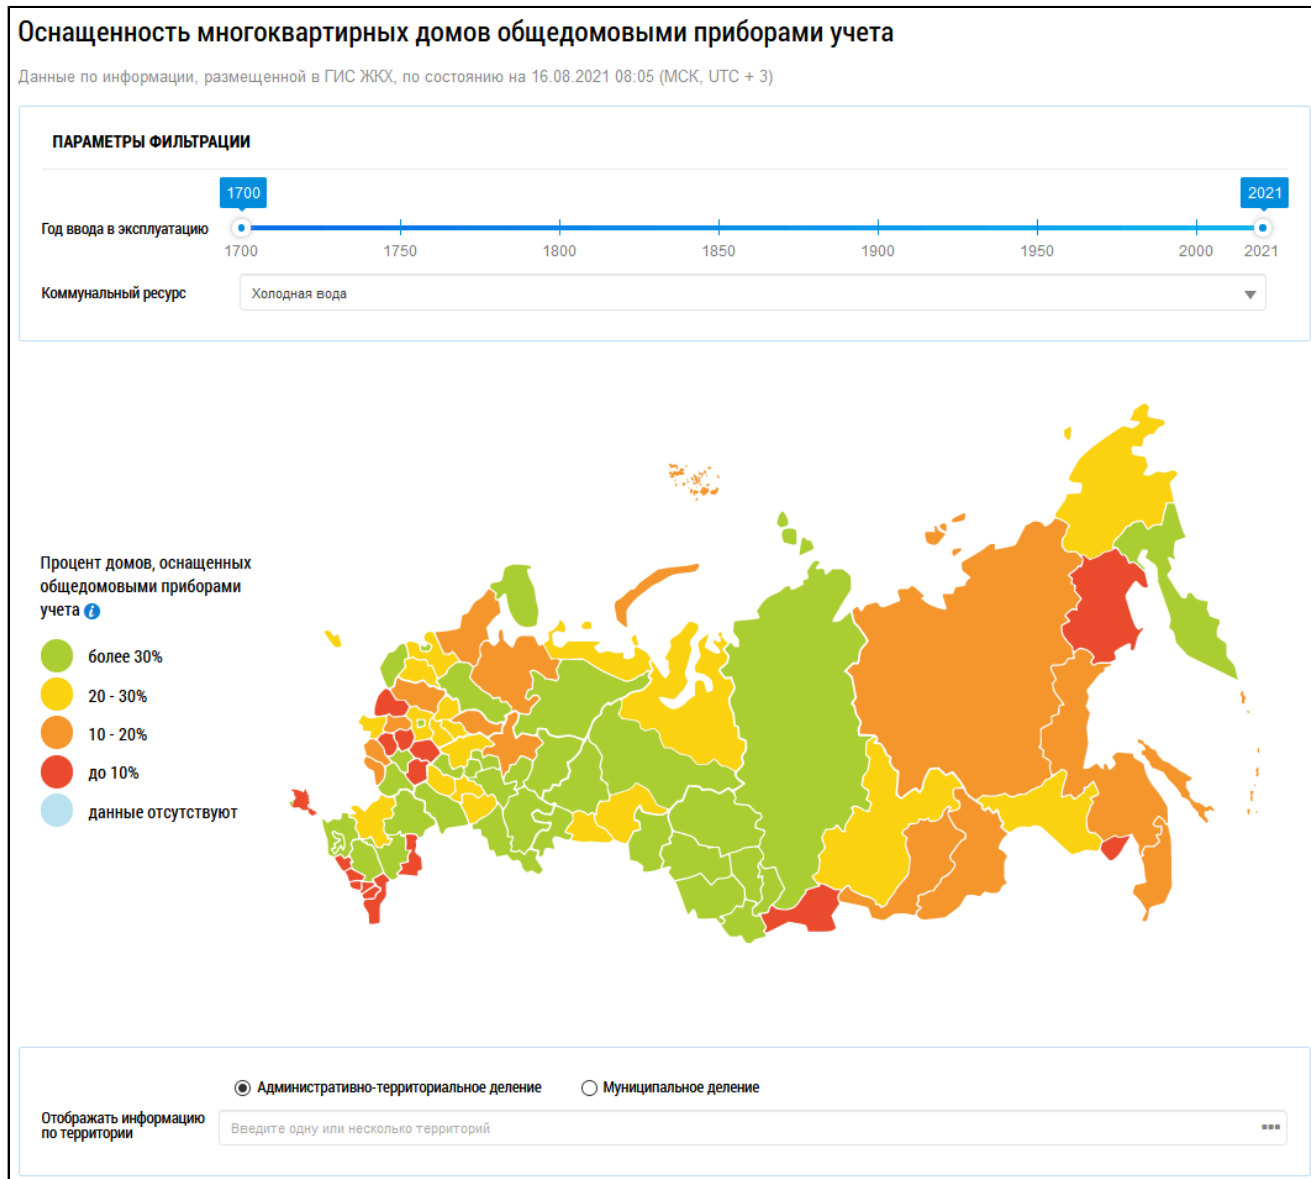 Оснащенность многоквартирных домов общедомовыми приборами учета
Данные по информации, размещенной в ГИС ЖКХ, по состоянию на 16.08.2021 08:05 (МСК, UTC + 3)
ПАРАМЕТРЫ ФИЛЬТРАЦИИ
1700 2021
Год ввода в эксплуатацию
1700 1750 1800 1850 1900 1950 2000 2021
Коммунальный ресурс Холодная вода
Процент домов, оснащенных
общедомовыми приборами
учета i
более 30%
20 - 30%
10 - 20%
до 10%
данные отсутствуют
Административно-территориальное деление Муниципальное деление
Отображать информацию
по территории
Введите одну или несколько территорий